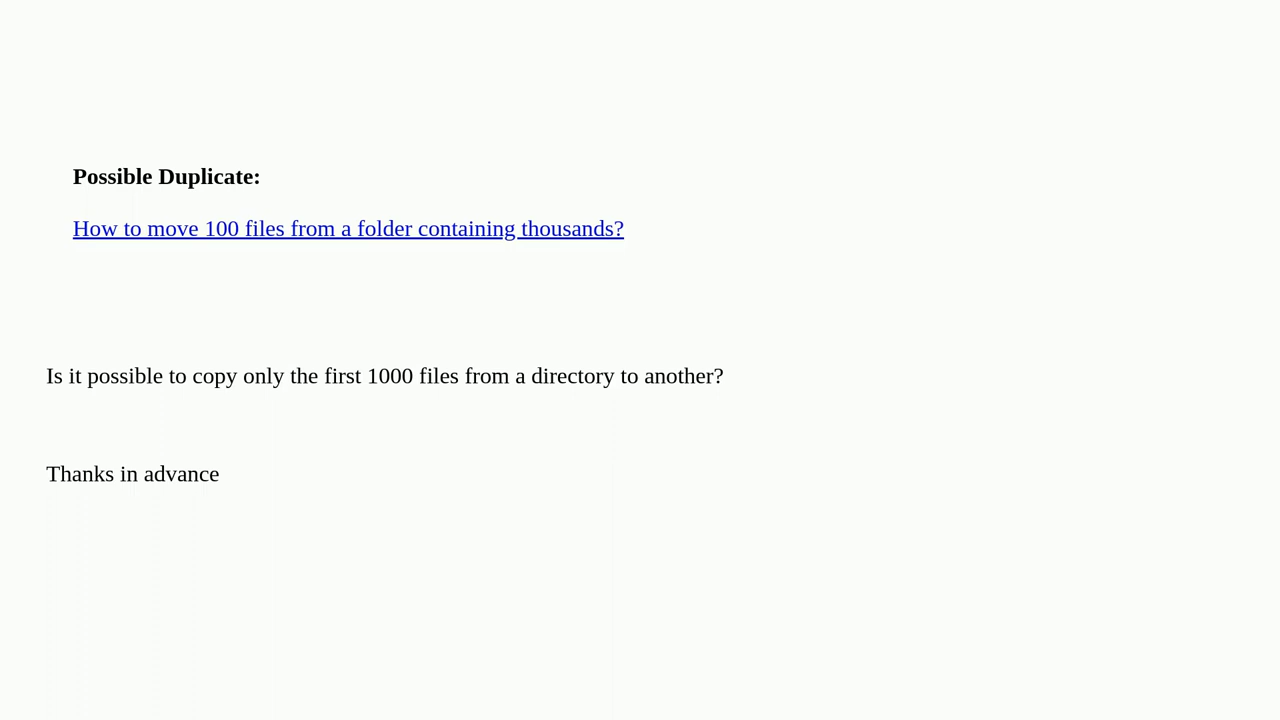 Possible Duplicate:
How to move 100 files from a folder containing thousands?
Is it possible to copy only the first 1000 files from a directory to another?
Thanks in advance